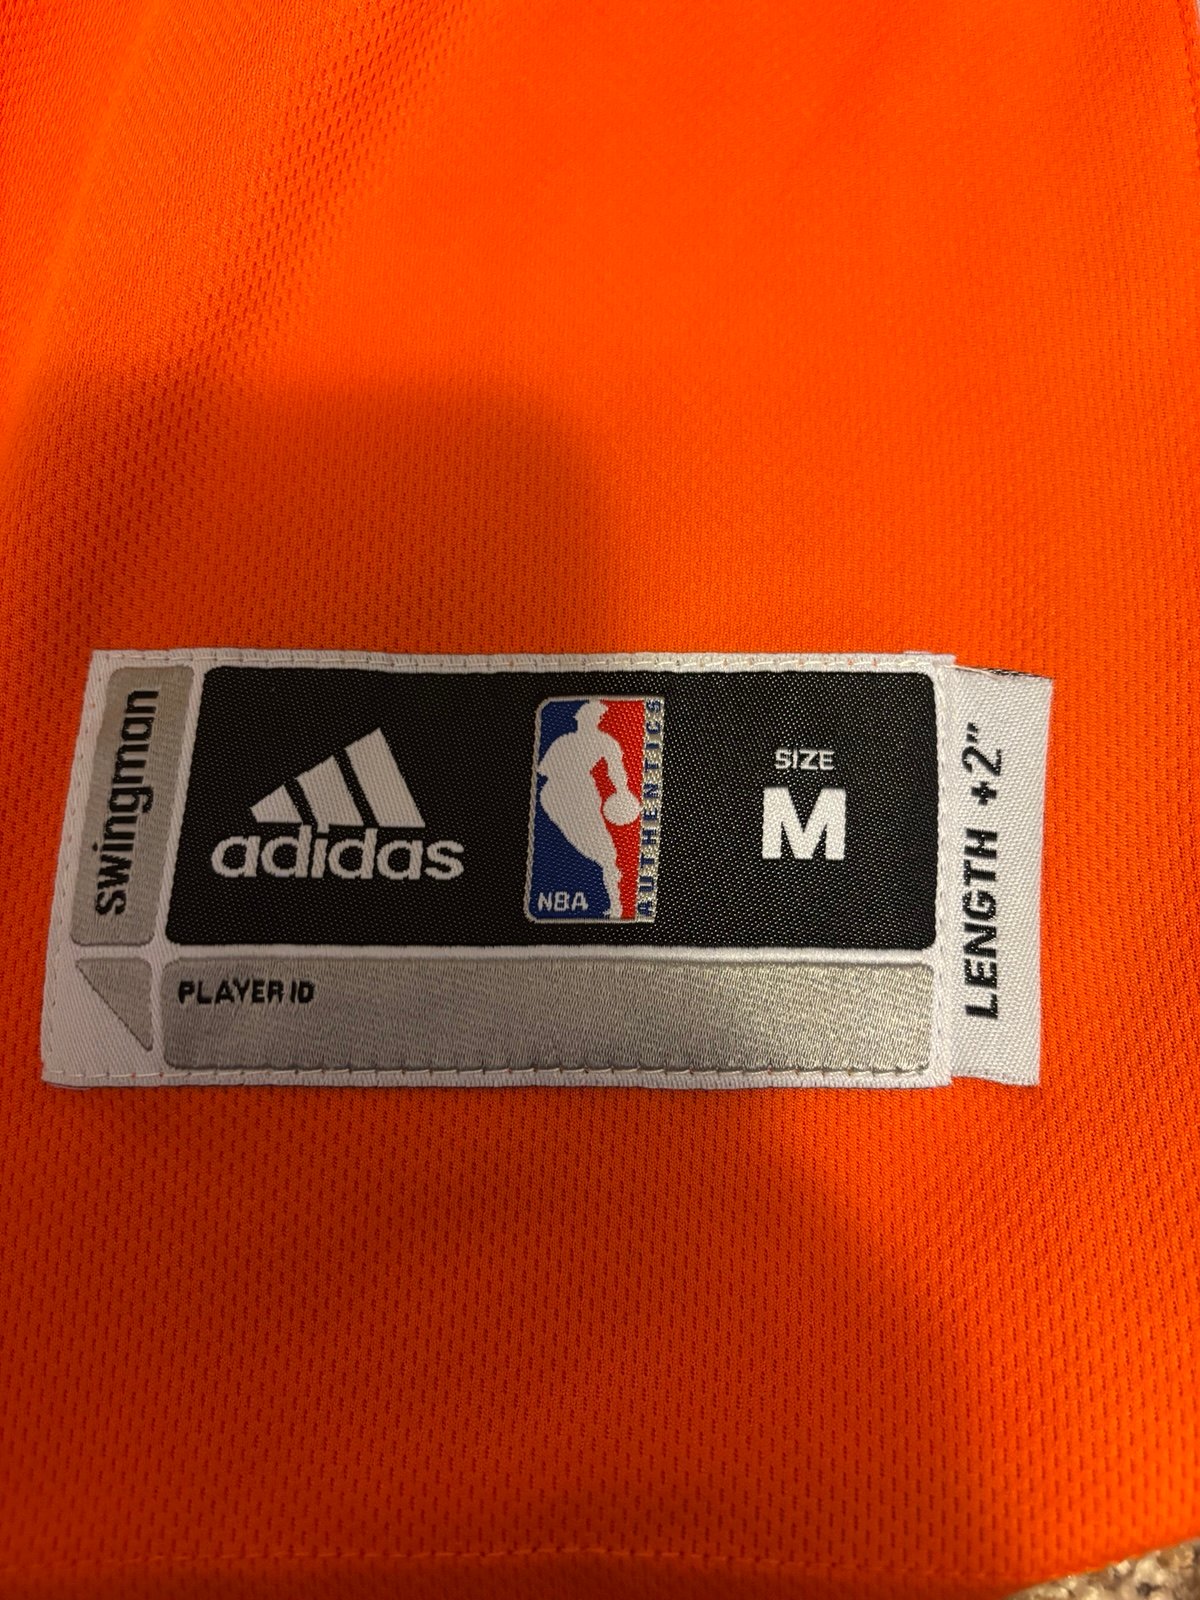 swingman
adidas
NBA
AUTHENTICS
SIZE
M
LENGTH +2"
PLAYER ID